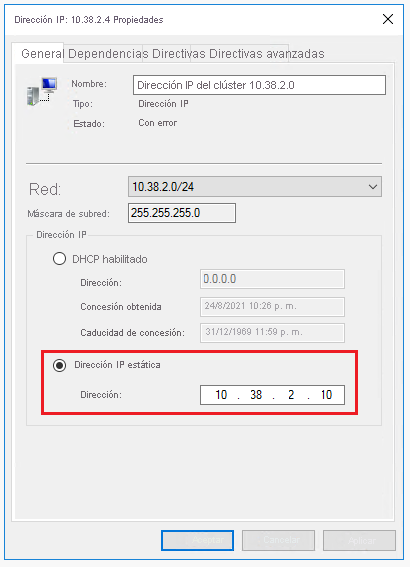 Dirección IP: 10.38.2.4 Propiedades
General Dependencias Directivas Directivas avanzadas
Nombre: Dirección IP del clúster 10.38.2.0
Tipo: Dirección IP
Estado: Con error
Red: 10.38.2.0/24
Máscara de subred: 255.255.255.0
Dirección IP
DHCP habilitado
Dirección: 0.0.0.0
Concesión obtenida 24/8/2021 10:26 p. m.
Caducidad de concesión: 31/12/1969 11:59 p. m.
Dirección IP estática
Dirección: 10 . 38 . 2 . 10
Aceptar Cancelar Aplicar